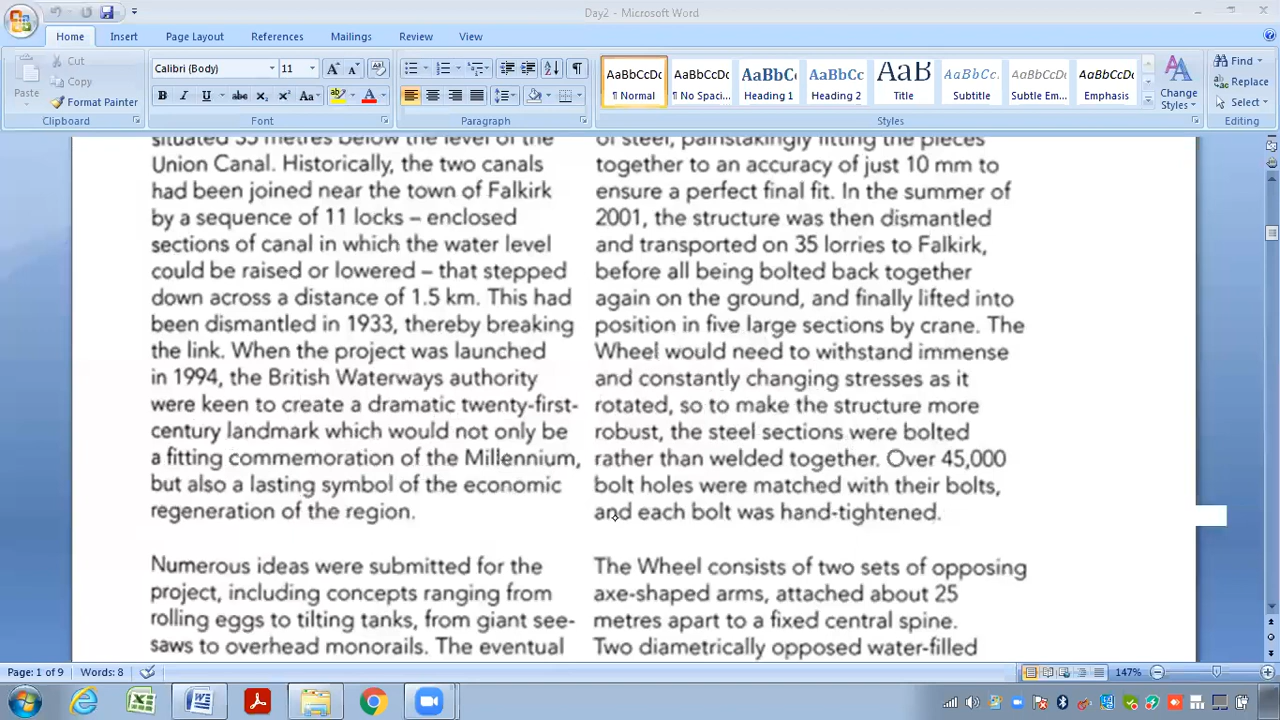 Day2 - Microsoft Word
Home Insert Page Layout References Mailings Review View
Paste
Cut
Copy
Format Painter
Clipboard
Calibri (Body) 11
Font
Paragraph
AaBbCcDc AaBbCcDc AaBbC AaBbCc AaB AaBbCc. AaBbCcDc AaBbCcDc
¶ Normal ¶ No Spaci... Heading 1 Heading 2 Title Subtitle Subtle Em... Emphasis
Change Styles
Styles
Find
Replace
Select
Editing
situated 35 metres below the level of the
Union Canal. Historically, the two canals
had been joined near the town of Falkirk
by a sequence of 11 locks – enclosed
sections of canal in which the water level
could be raised or lowered – that stepped
down across a distance of 1.5 km. This had
been dismantled in 1933, thereby breaking
the link. When the project was launched
in 1994, the British Waterways authority
were keen to create a dramatic twenty-first-
century landmark which would not only be
a fitting commemoration of the Millennium,
but also a lasting symbol of the economic
regeneration of the region.
Numerous ideas were submitted for the
project, including concepts ranging from
rolling eggs to tilting tanks, from giant see-
saws to overhead monorails. The eventual
of steel, painstakingly fitting the pieces
together to an accuracy of just 10 mm to
ensure a perfect final fit. In the summer of
2001, the structure was then dismantled
and transported on 35 lorries to Falkirk,
before all being bolted back together
again on the ground, and finally lifted into
position in five large sections by crane. The
Wheel would need to withstand immense
and constantly changing stresses as it
rotated, so to make the structure more
robust, the steel sections were bolted
rather than welded together. Over 45,000
bolt holes were matched with their bolts,
and each bolt was hand-tightened.
The Wheel consists of two sets of opposing
axe-shaped arms, attached about 25
metres apart to a fixed central spine.
Two diametrically opposed water-filled
Page: 1 of 9 Words: 8 147%